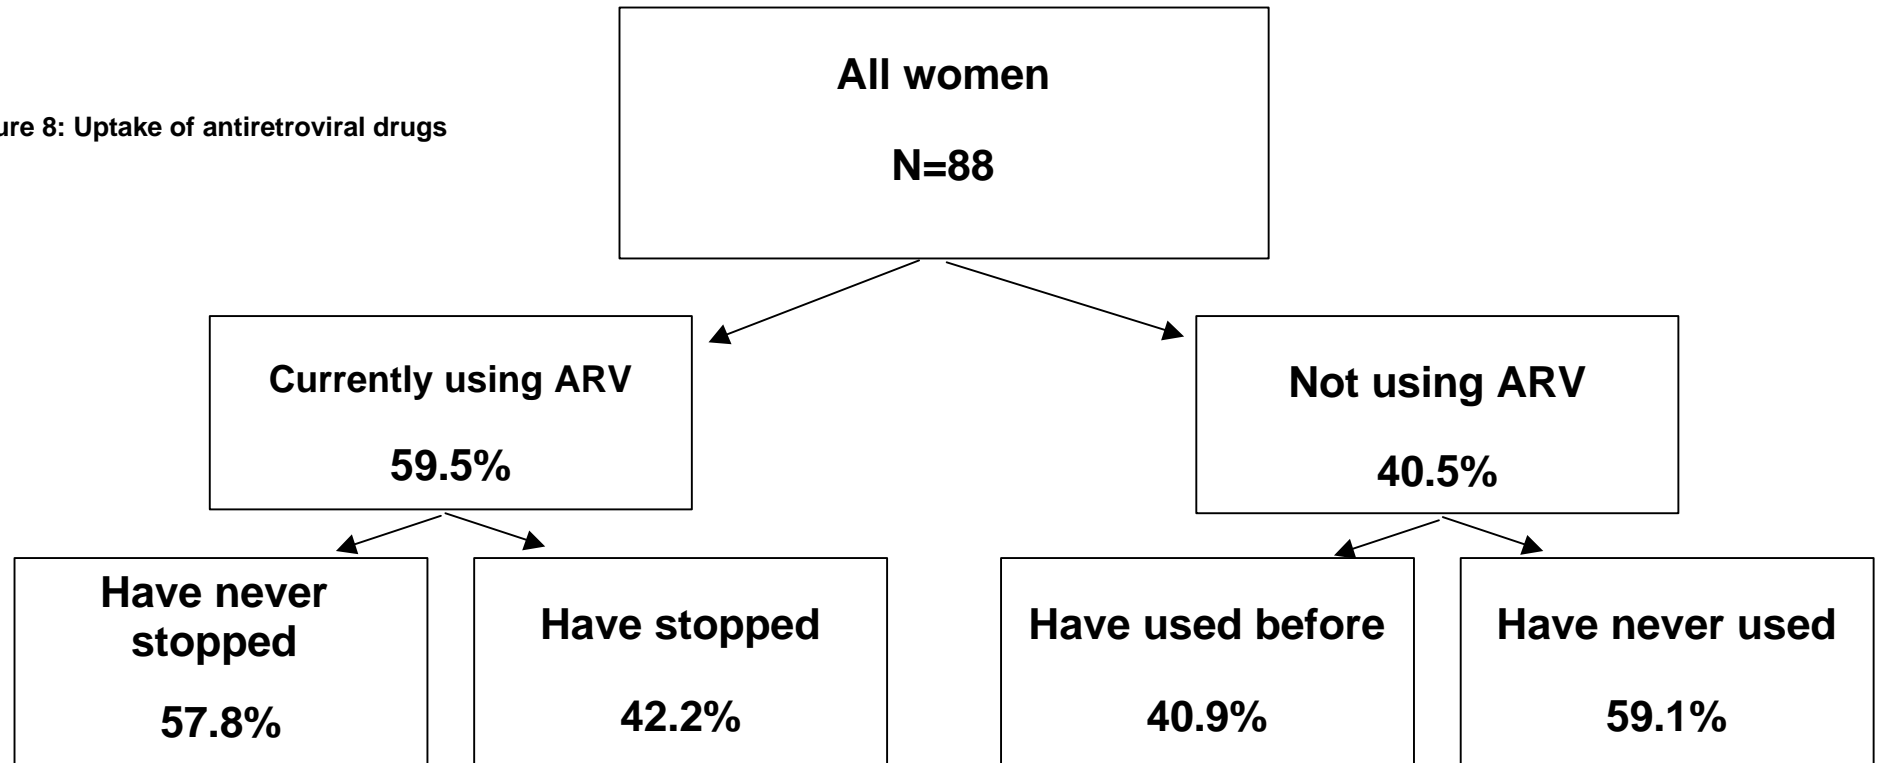 ure 8: Uptake of antiretroviral drugs
All women
N=88
Currently using ARV
59.5%
Not using ARV
40.5%
Have never
stopped
57.8%
Have stopped
42.2%
Have used before
40.9%
Have never used
59.1%